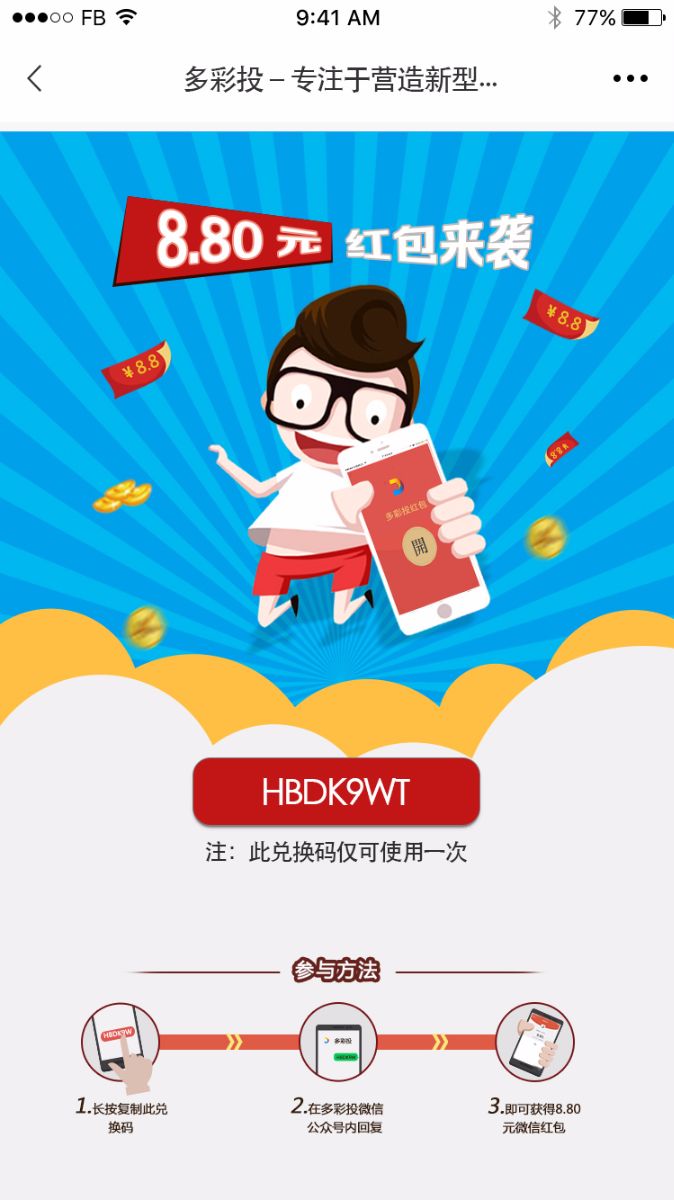 FB 9:41 AM 77%
多彩投 – 专注于营造新型...
8.80 元 红包来袭
¥8.8
¥8.8
¥8.8
多彩投红包
開
HBDK9WT
注：此兑换码仅可使用一次
参与方法
HBDK9W
多彩投
HBDK9W
1.长按复制此兑
换码
2.在多彩投微信
公众号内回复
3.即可获得8.80
元微信红包